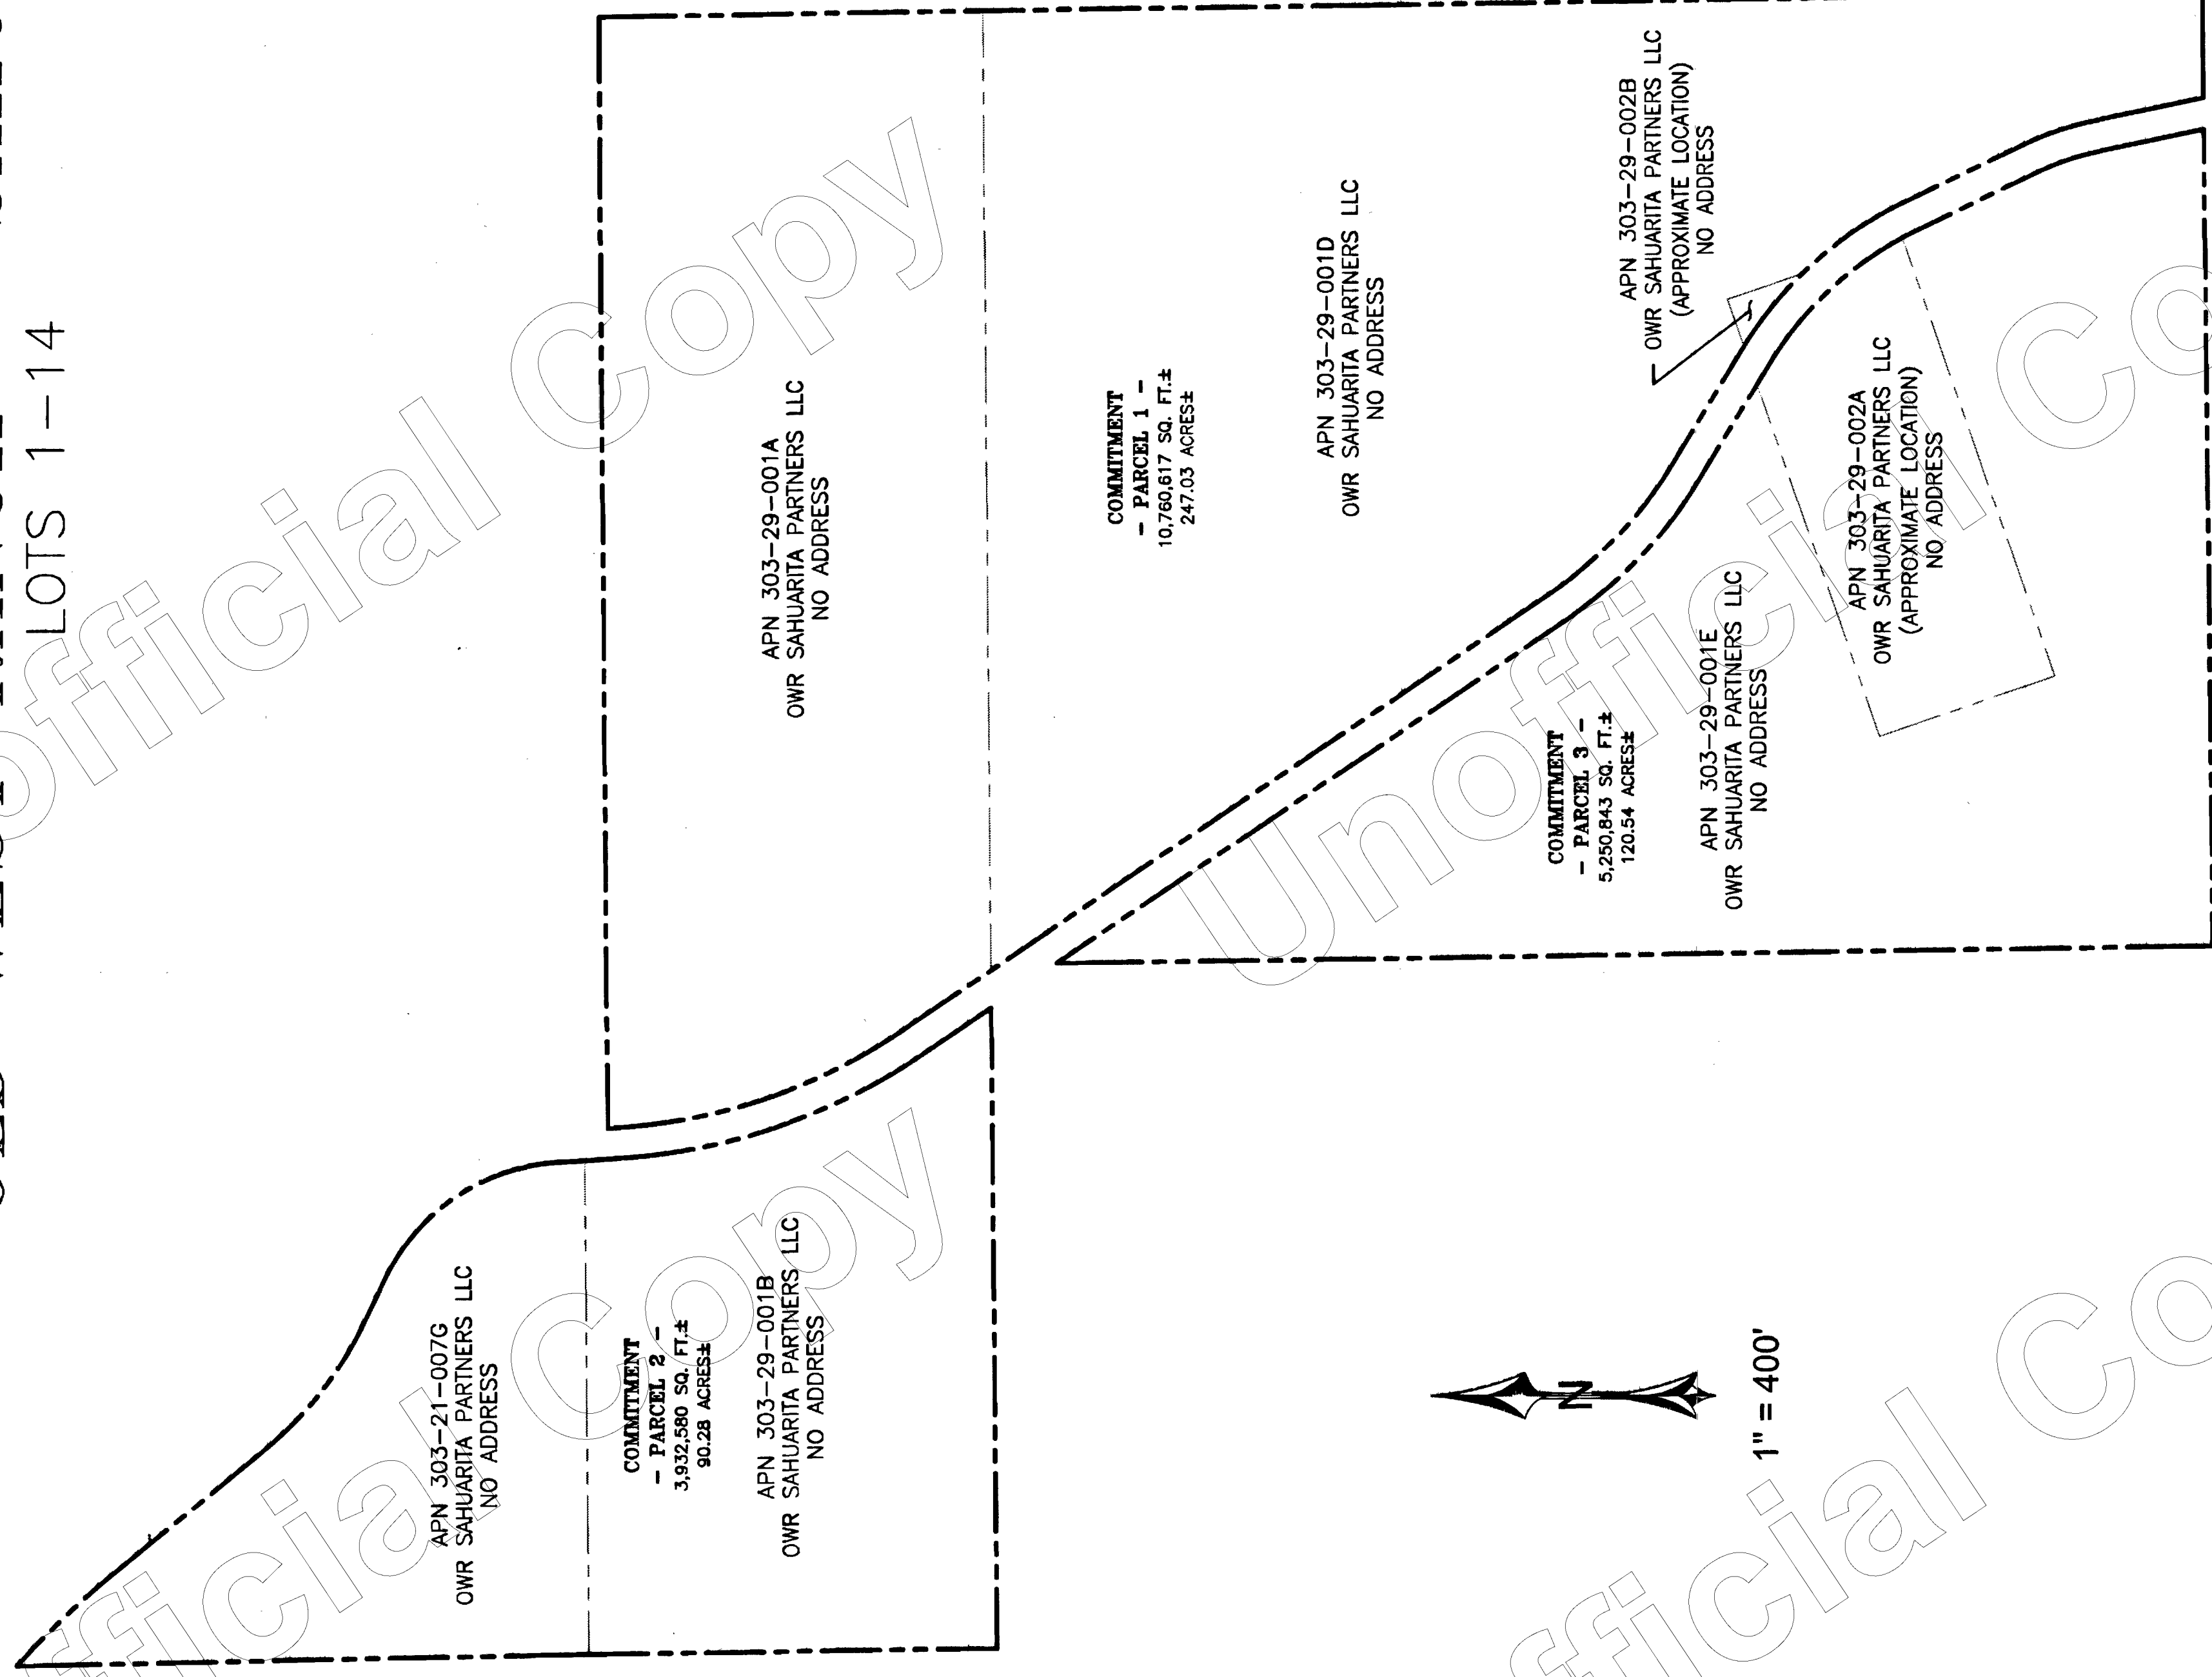 LOTS 1-14
APN 303-21-007G
OWR SAHUARITA PARTNERS LLC
NO ADDRESS
COMMITMENT
- PARCEL 2 -
3,932,580 SQ. FT.±
90.28 ACRES±
APN 303-29-001B
OWR SAHUARITA PARTNERS LLC
NO ADDRESS
APN 303-29-001A
OWR SAHUARITA PARTNERS LLC
NO ADDRESS
COMMITMENT
- PARCEL 1 -
10,760,617 SQ. FT.±
247.03 ACRES±
APN 303-29-001D
OWR SAHUARITA PARTNERS LLC
NO ADDRESS
COMMITMENT
- PARCEL 3 -
5,250,843 SQ. FT.±
120.54 ACRES±
APN 303-29-001E
OWR SAHUARITA PARTNERS LLC
NO ADDRESS
APN 303-29-002B
OWR SAHUARITA PARTNERS LLC
(APPROXIMATE LOCATION)
NO ADDRESS
APN 303-29-002A
OWR SAHUARITA PARTNERS LLC
(APPROXIMATE LOCATION)
NO ADDRESS
N
1" = 400'
fficial Copy
fficial Copy
Unofficial Co
fficial Co